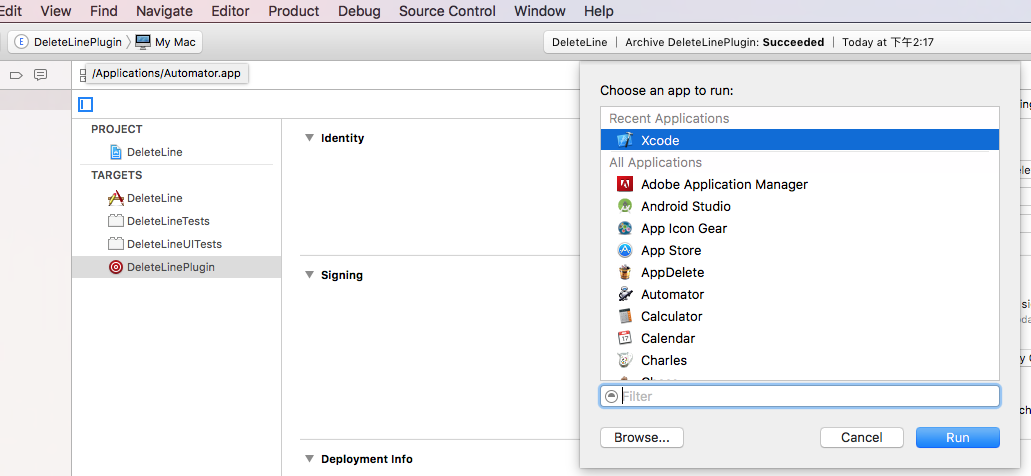 Edit View Find Navigate Editor Product Debug Source Control Window Help
E DeleteLinePlugin My Mac
DeleteLine | Archive DeleteLinePlugin: Succeeded | Today at 下午2:17
/Applications/Automator.app
PROJECT
DeleteLine
TARGETS
DeleteLine
DeleteLineTests
DeleteLineUITests
DeleteLinePlugin
Identity
Signing
Deployment Info
Choose an app to run:
Recent Applications
Xcode
All Applications
Adobe Application Manager
Android Studio
App Icon Gear
App Store
AppDelete
Automator
Calculator
Calendar
Charles
Filter
Browse...
Cancel
Run